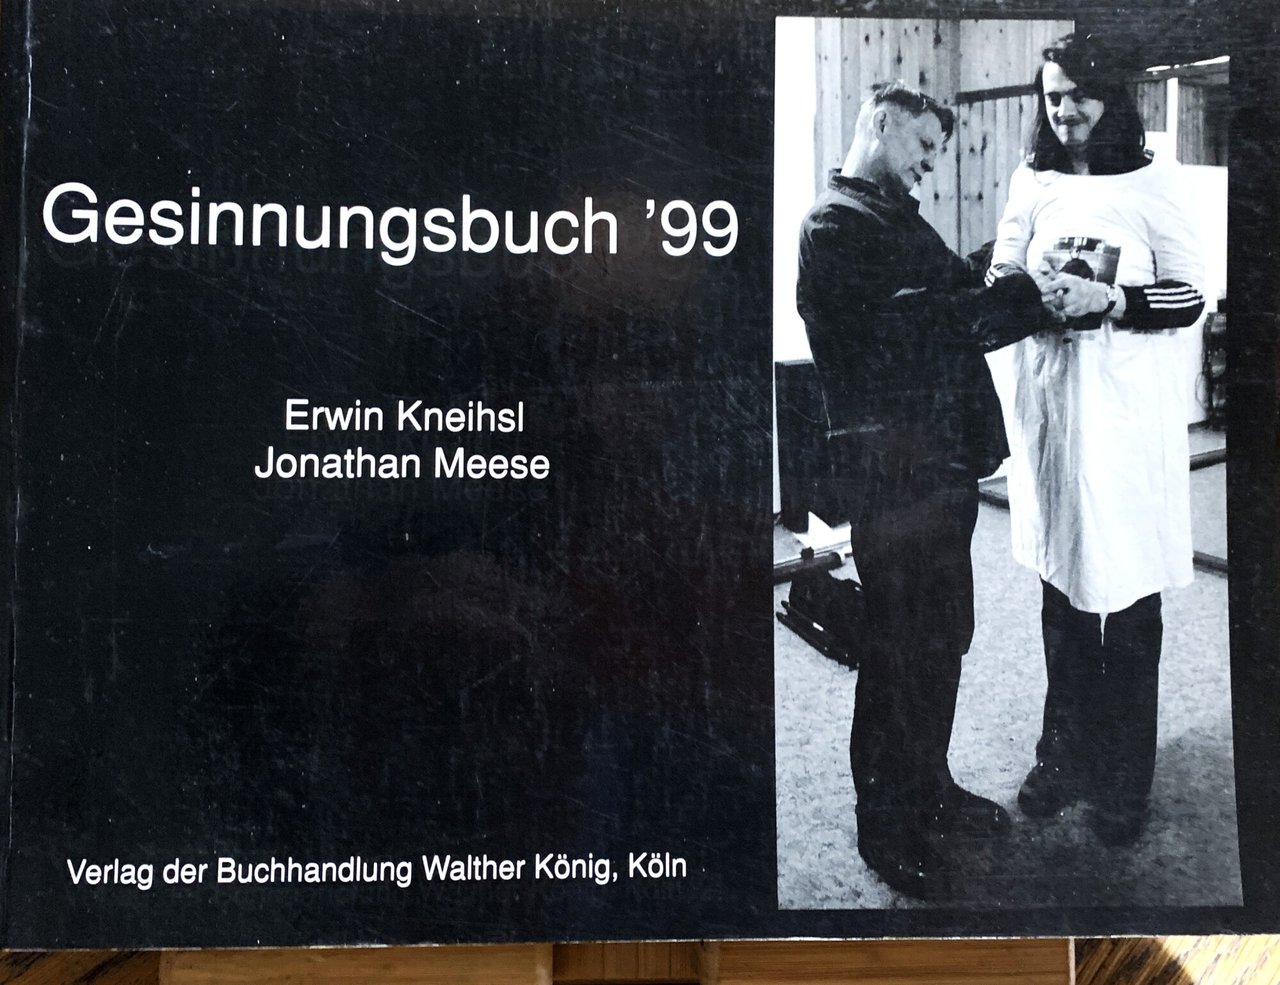 Gesinnungsbuch ’99
Erwin Kneihsl
Jonathan Meese
Verlag der Buchhandlung Walther König, Köln